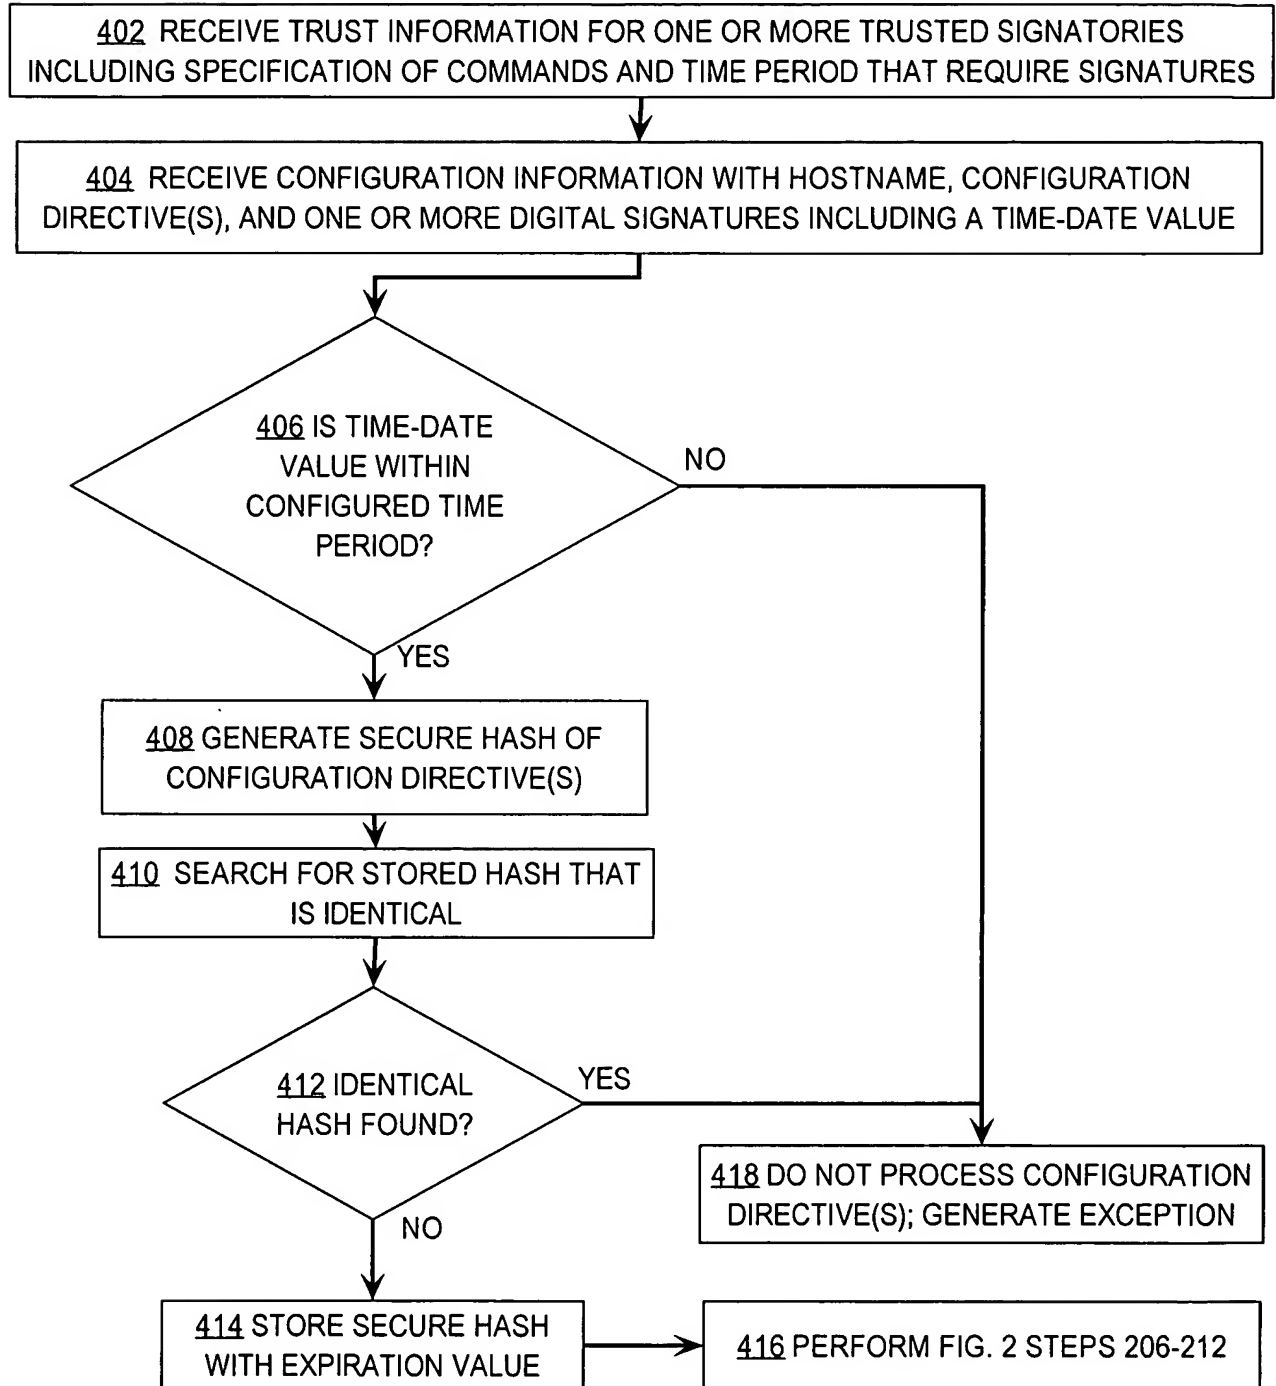 402 RECEIVE TRUST INFORMATION FOR ONE OR MORE TRUSTED SIGNATORIES
INCLUDING SPECIFICATION OF COMMANDS AND TIME PERIOD THAT REQUIRE SIGNATURES
404 RECEIVE CONFIGURATION INFORMATION WITH HOSTNAME, CONFIGURATION
DIRECTIVE(S), AND ONE OR MORE DIGITAL SIGNATURES INCLUDING A TIME-DATE VALUE
406 IS TIME-DATE
VALUE WITHIN
CONFIGURED TIME
PERIOD?
NO
YES
408 GENERATE SECURE HASH OF
CONFIGURATION DIRECTIVE(S)
410 SEARCH FOR STORED HASH THAT
IS IDENTICAL
412 IDENTICAL
HASH FOUND?
YES
NO
418 DO NOT PROCESS CONFIGURATION
DIRECTIVE(S); GENERATE EXCEPTION
414 STORE SECURE HASH
WITH EXPIRATION VALUE
416 PERFORM FIG. 2 STEPS 206-212